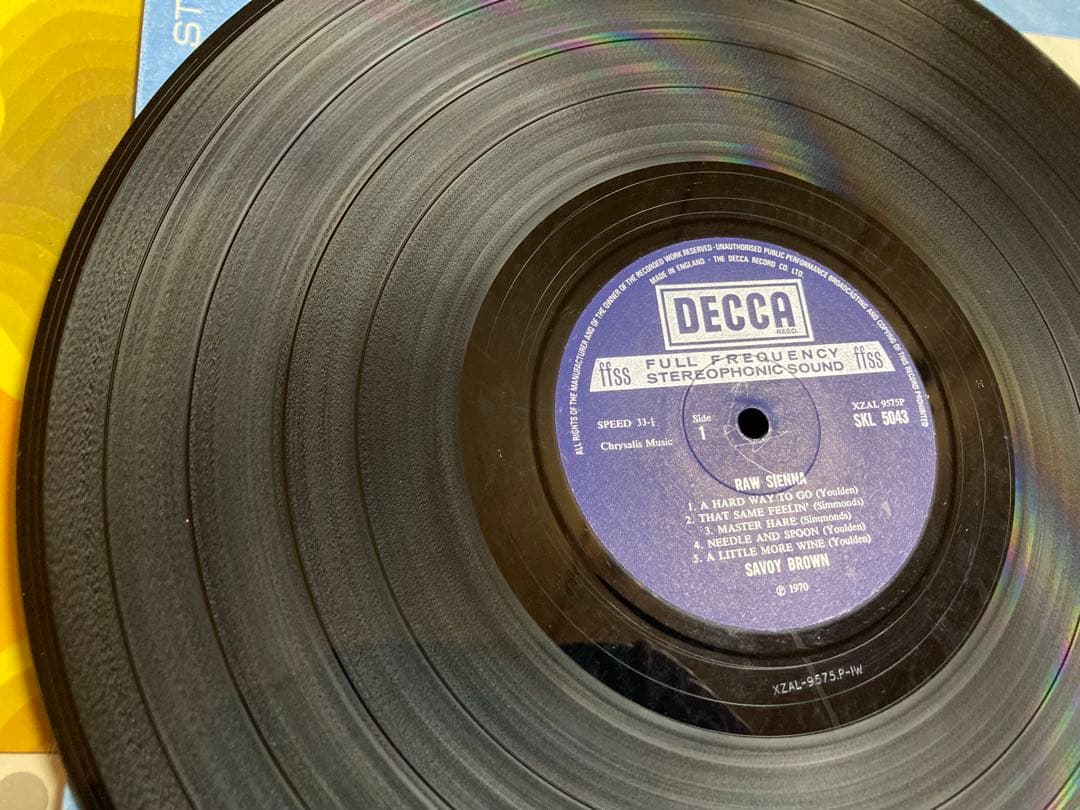 ST
ALL RIGHTS OF THE MANUFACTURER AND OF THE OWNER OF THE RECORDED WORK RESERVED · UNAUTHORISED PUBLIC PERFORMANCE BROADCASTING AND COPYING OF THIS RECORD PROHIBITED
MADE IN ENGLAND · THE DECCA RECORD CO. LTD.
DECCA
REGD.
ffss FULL FREQUENCY STEREOPHONIC SOUND ffss
SPEED 33-⅓
Side
1
XZAL 9575P
SKL 5043
Chrysalis Music
RAW SIENNA
1. A HARD WAY TO GO (Youlden)
2. THAT SAME FEELIN' (Simmonds)
3. MASTER HARE (Simmonds)
4. NEEDLE AND SPOON (Youlden)
5. A LITTLE MORE WINE (Youlden)
SAVOY BROWN
℗ 1970
XZAL-9575.P-1W